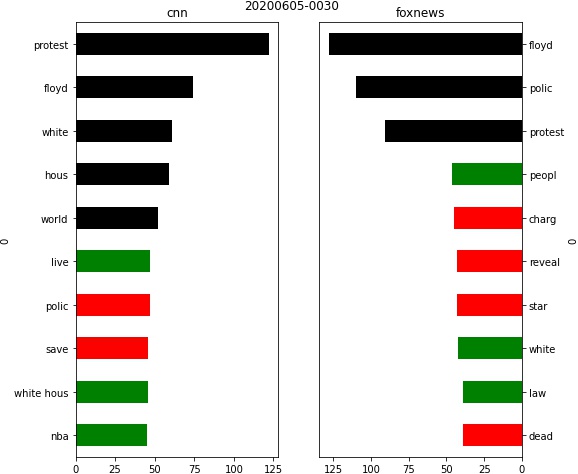 20200605-0030
cnn
foxnews
protest
floyd
white
hous
world
live
polic
save
white hous
nba
0
0 25 50 75 100 125
floyd
polic
protest
peopl
charg
reveal
star
white
law
dead
0
125 100 75 50 25 0